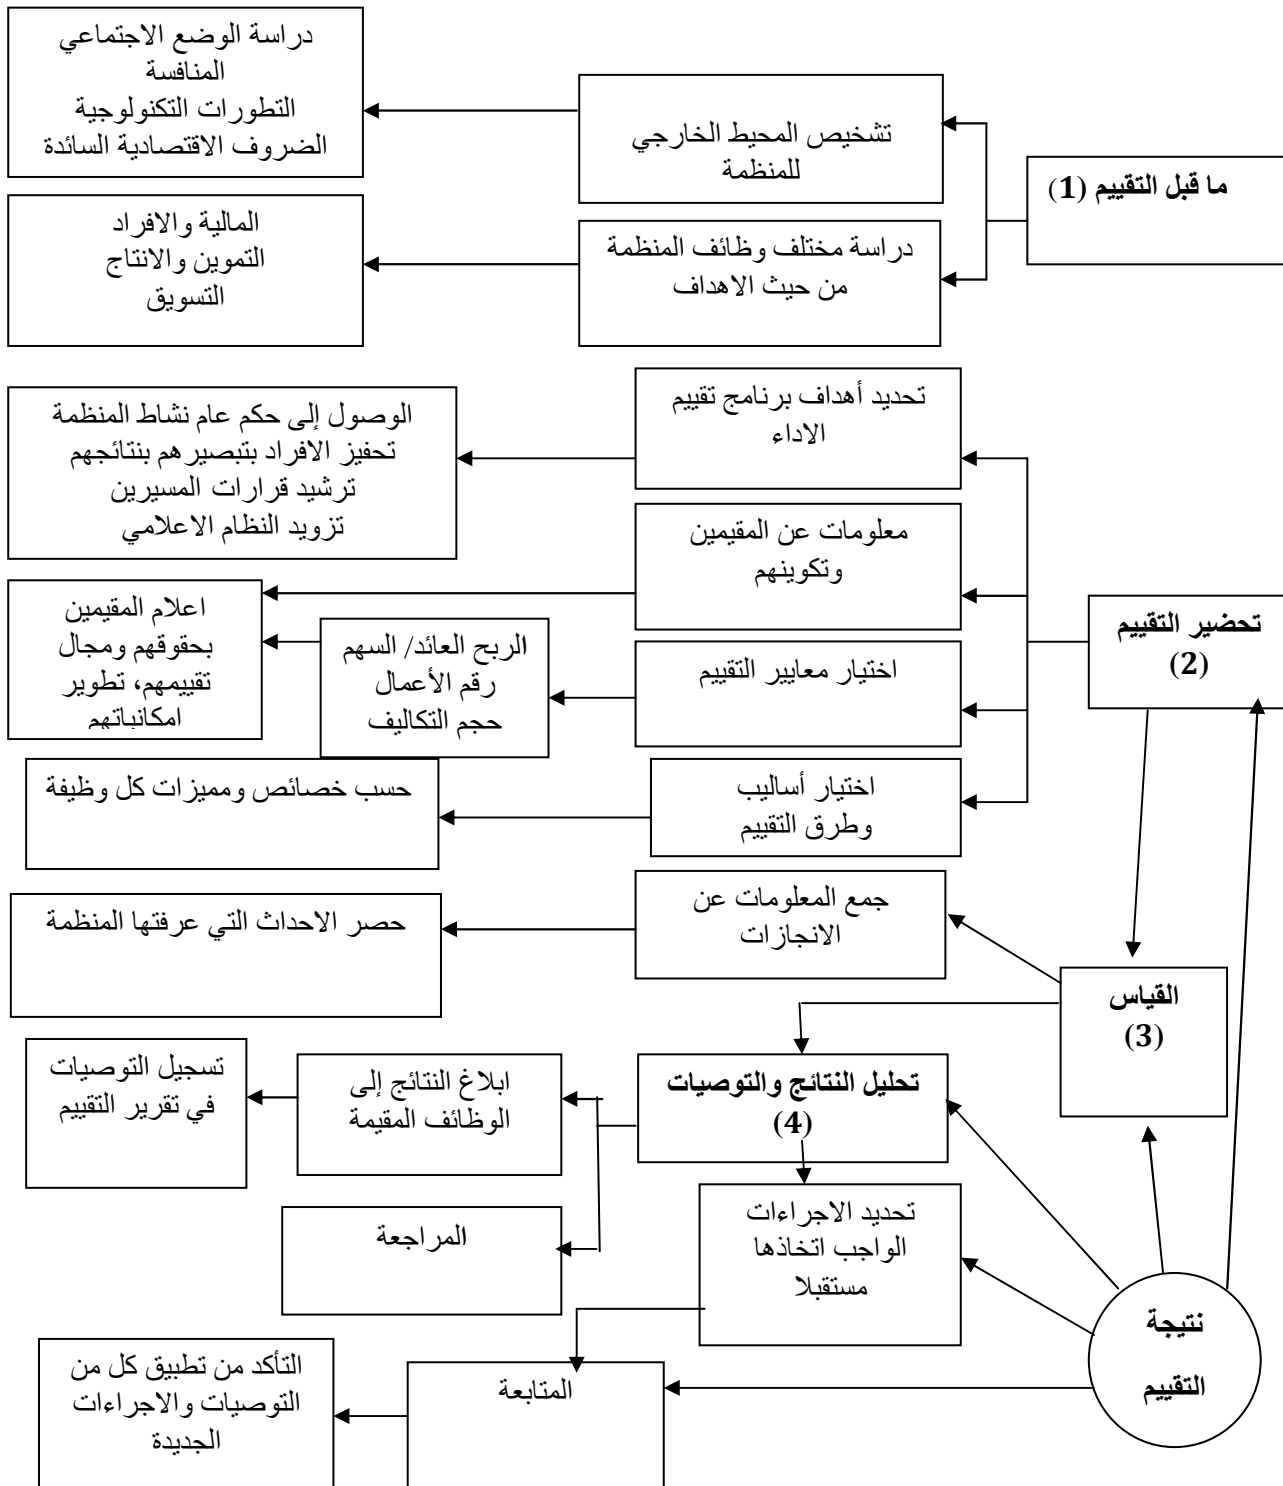 ما قبل التقييم (1)
تشخيص المحيط الخارجي
للمنظمة
دراسة الوضع الاجتماعي
المنافسة
التطورات التكنولوجية
الضروف الاقتصادية السائدة
دراسة مختلف وظائف المنظمة
من حيث الاهداف
المالية والافراد
التموين والانتاج
التسويق
تحضير التقييم
(2)
تحديد أهداف برنامج تقييم
الاداء
الوصول إلى حكم عام نشاط المنظمة
تحفيز الافراد بتبصيرهم بنتائجهم
ترشيد قرارات المسيرين
تزويد النظام الاعلامي
معلومات عن المقيمين
وتكوينهم
اعلام المقيمين
بحقوقهم ومجال
تقييمهم، تطوير
امكانياتهم
اختيار معايير التقييم
الربح العائد/ السهم
رقم الأعمال
حجم التكاليف
اختيار أساليب
وطرق التقييم
حسب خصائص ومميزات كل وظيفة
القياس
(3)
جمع المعلومات عن
الانجازات
حصر الاحداث التي عرفتها المنظمة
تحليل النتائج والتوصيات
(4)
ابلاغ النتائج إلى
الوظائف المقيمة
تسجيل التوصيات
في تقرير التقييم
المراجعة
تحديد الاجراءات
الواجب اتخاذها
مستقبلا
نتيجة
التقييم
المتابعة
التأكد من تطبيق كل من
التوصيات والاجراءات
الجديدة